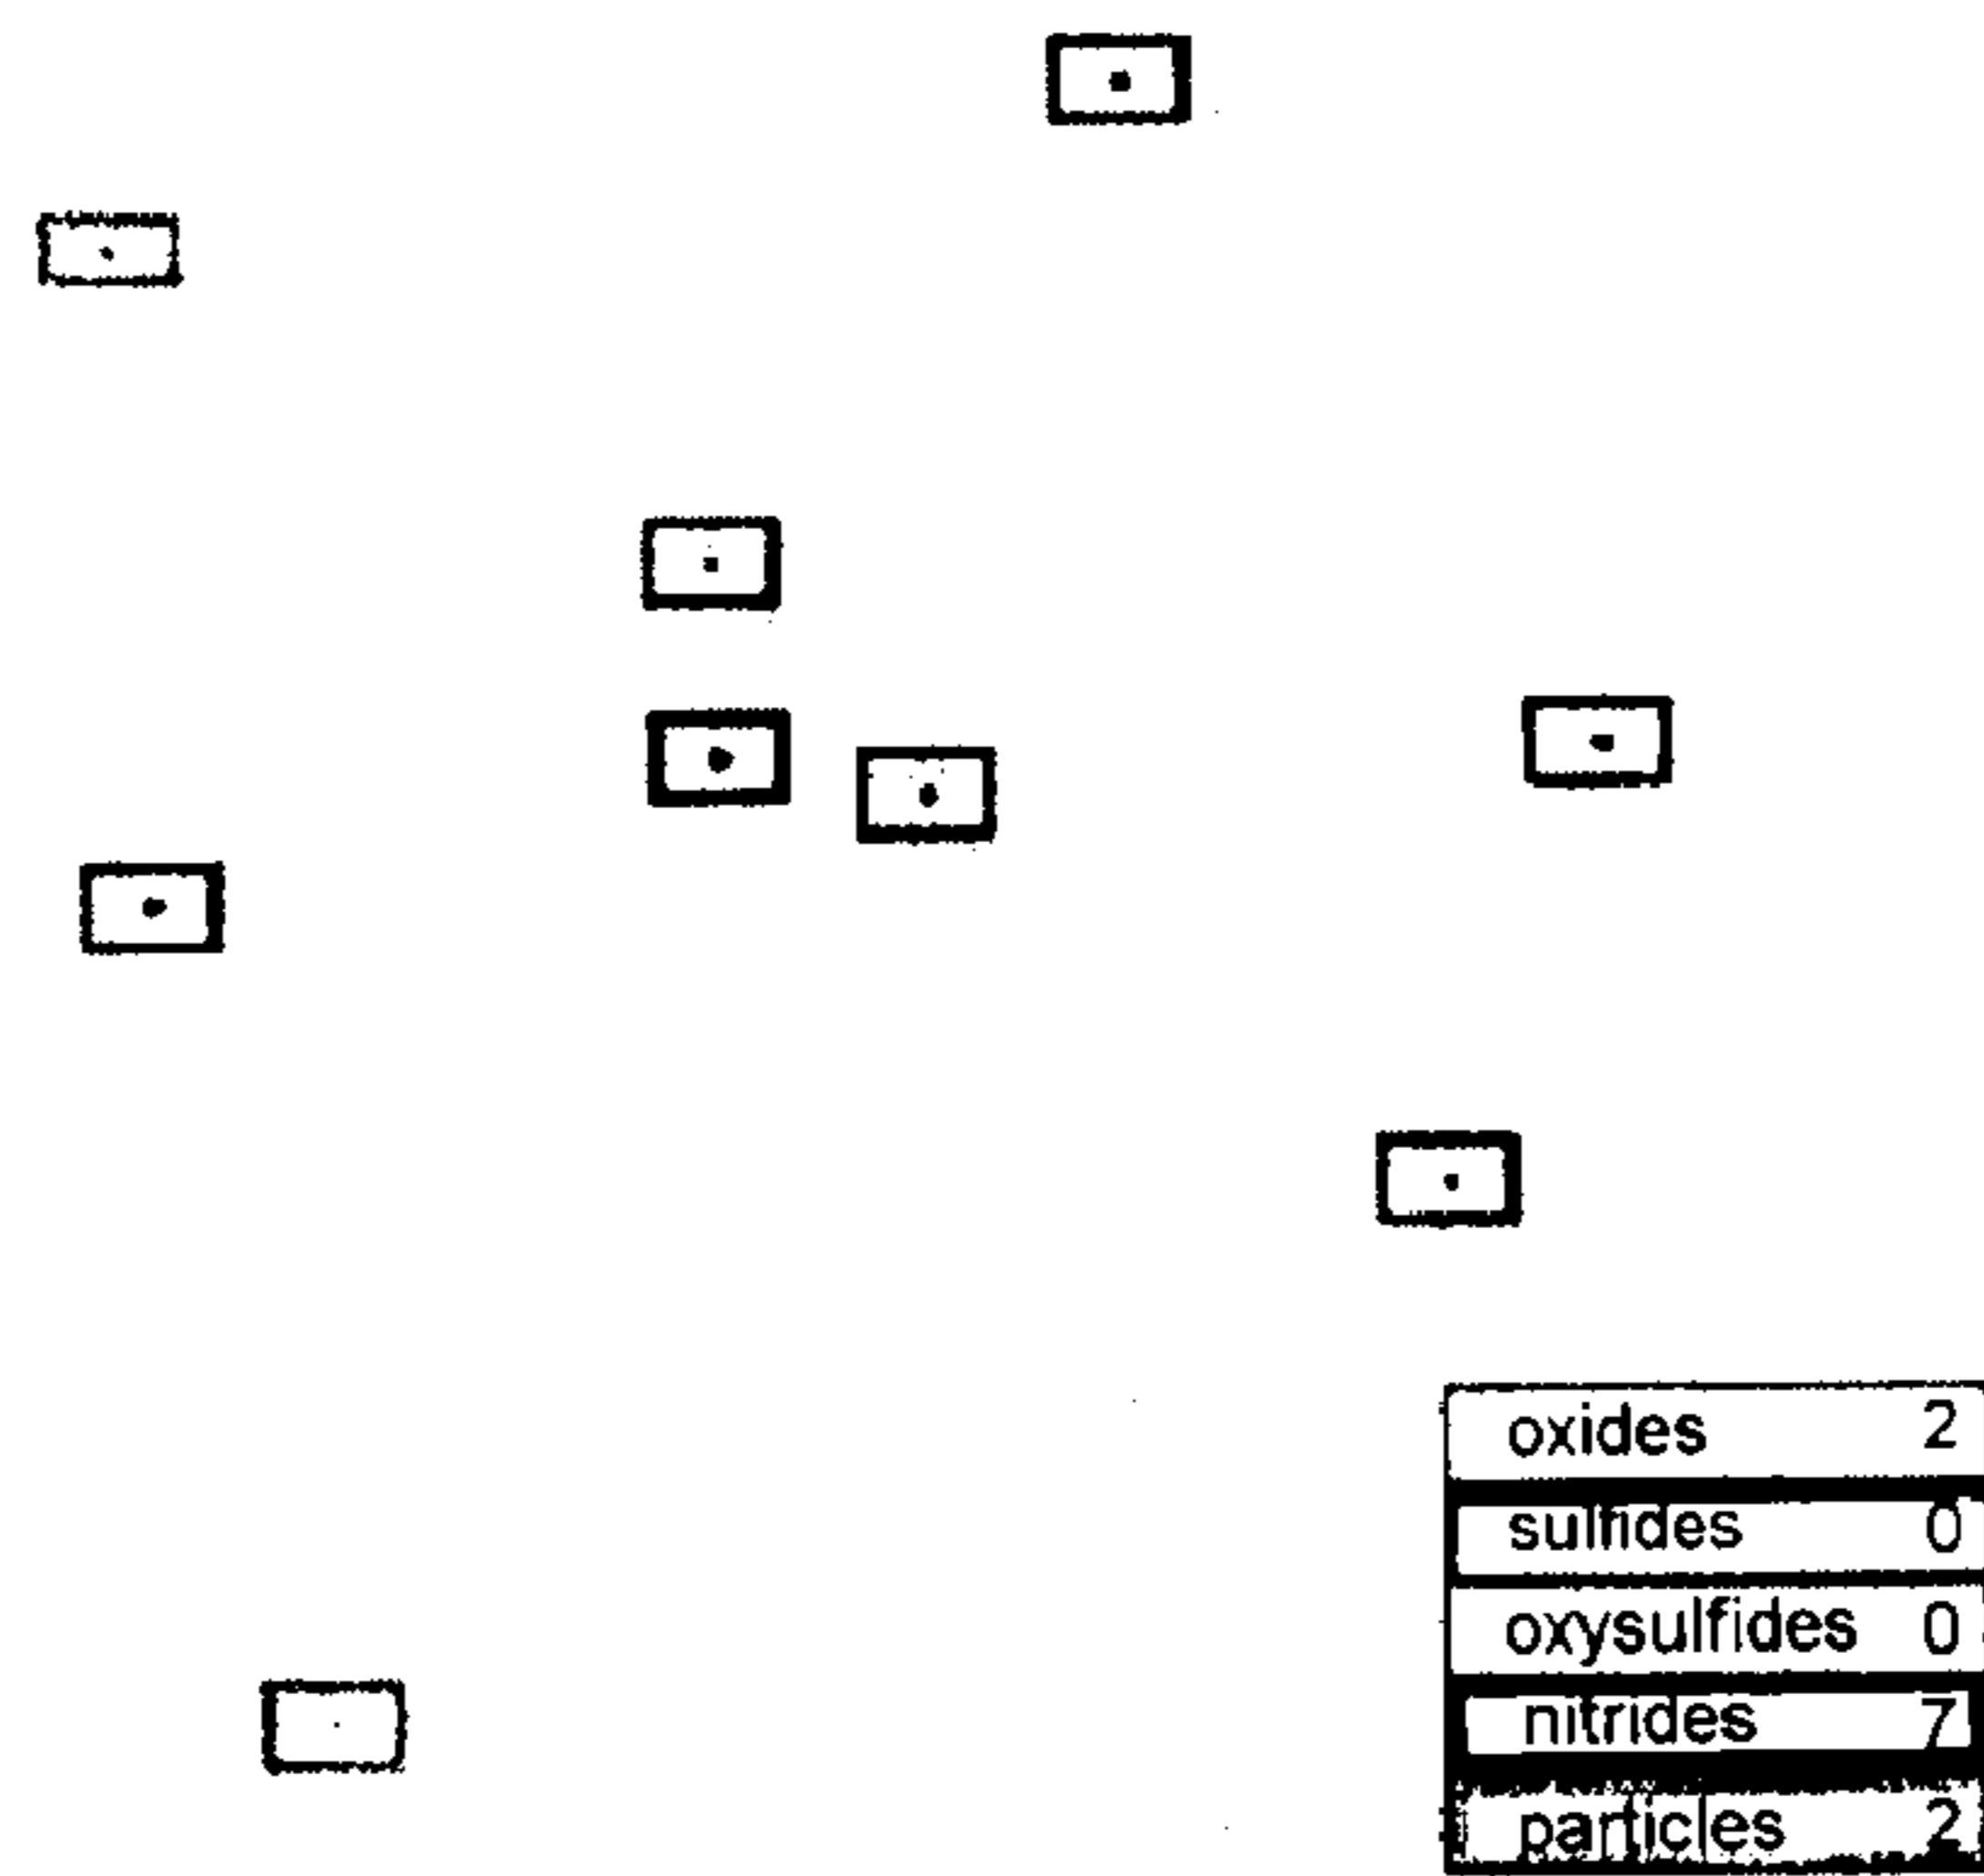 oxides 2
sulfides 0
oxysulfides 0
nitrides 7
particles 2